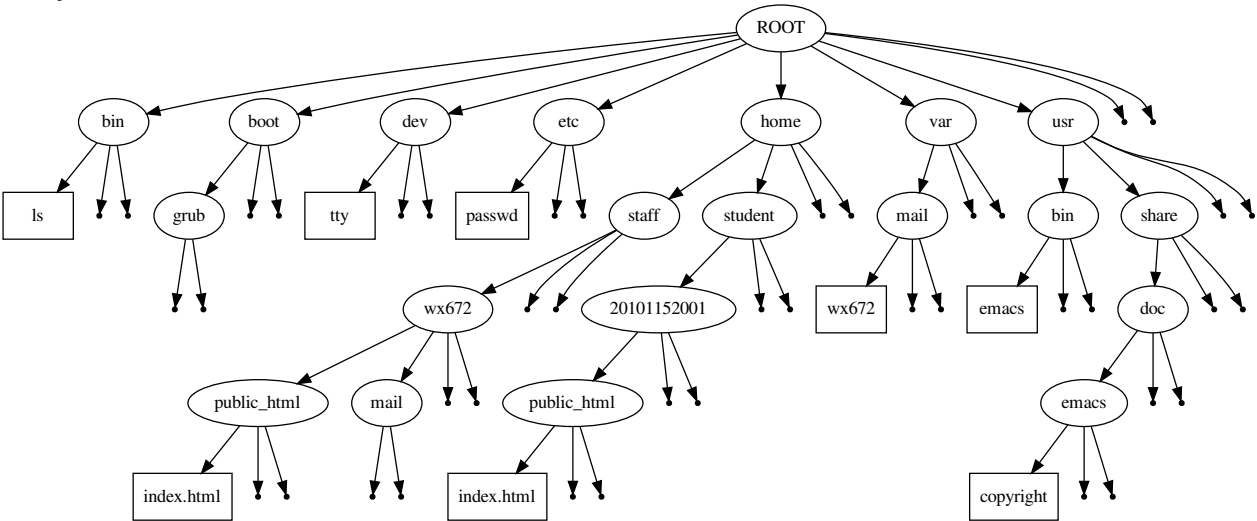 ROOT
bin boot dev etc home var usr
ls grub tty passwd staff student mail bin share
wx672 20101152001 wx672 emacs doc
public_html mail public_html emacs
index.html index.html copyright